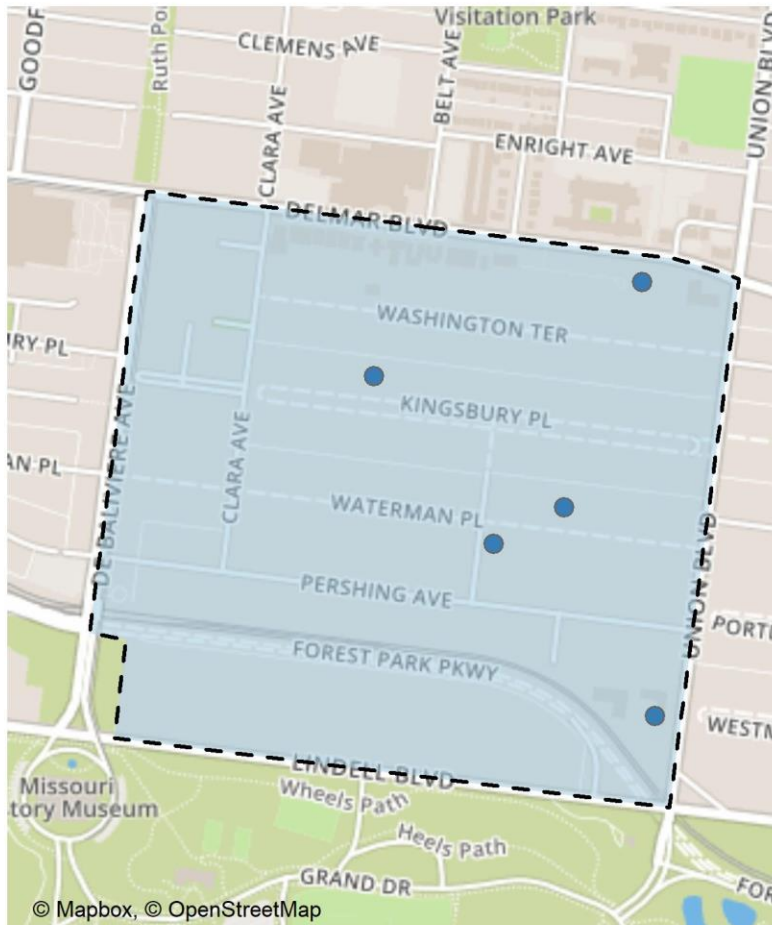 Visitation Park
GOODF
Ruth Po
CLEMENS AVE
BELT AVE
UNION BLVD
CLARA AVE
ENRIGHT AVE
DELMAR BLVD
WASHINGTON TER
URY PL
KINGSBURY PL
DE BALIVIERE AVE
CLARA AVE
AN PL
WATERMAN PL
UNION BLVD
PERSHING AVE
PORTL
FOREST PARK PKWY
WESTM
LINDELL BLVD
Missouri
tory Museum
Wheels Path
Heels Path
GRAND DR
FOR
© Mapbox, © OpenStreetMap